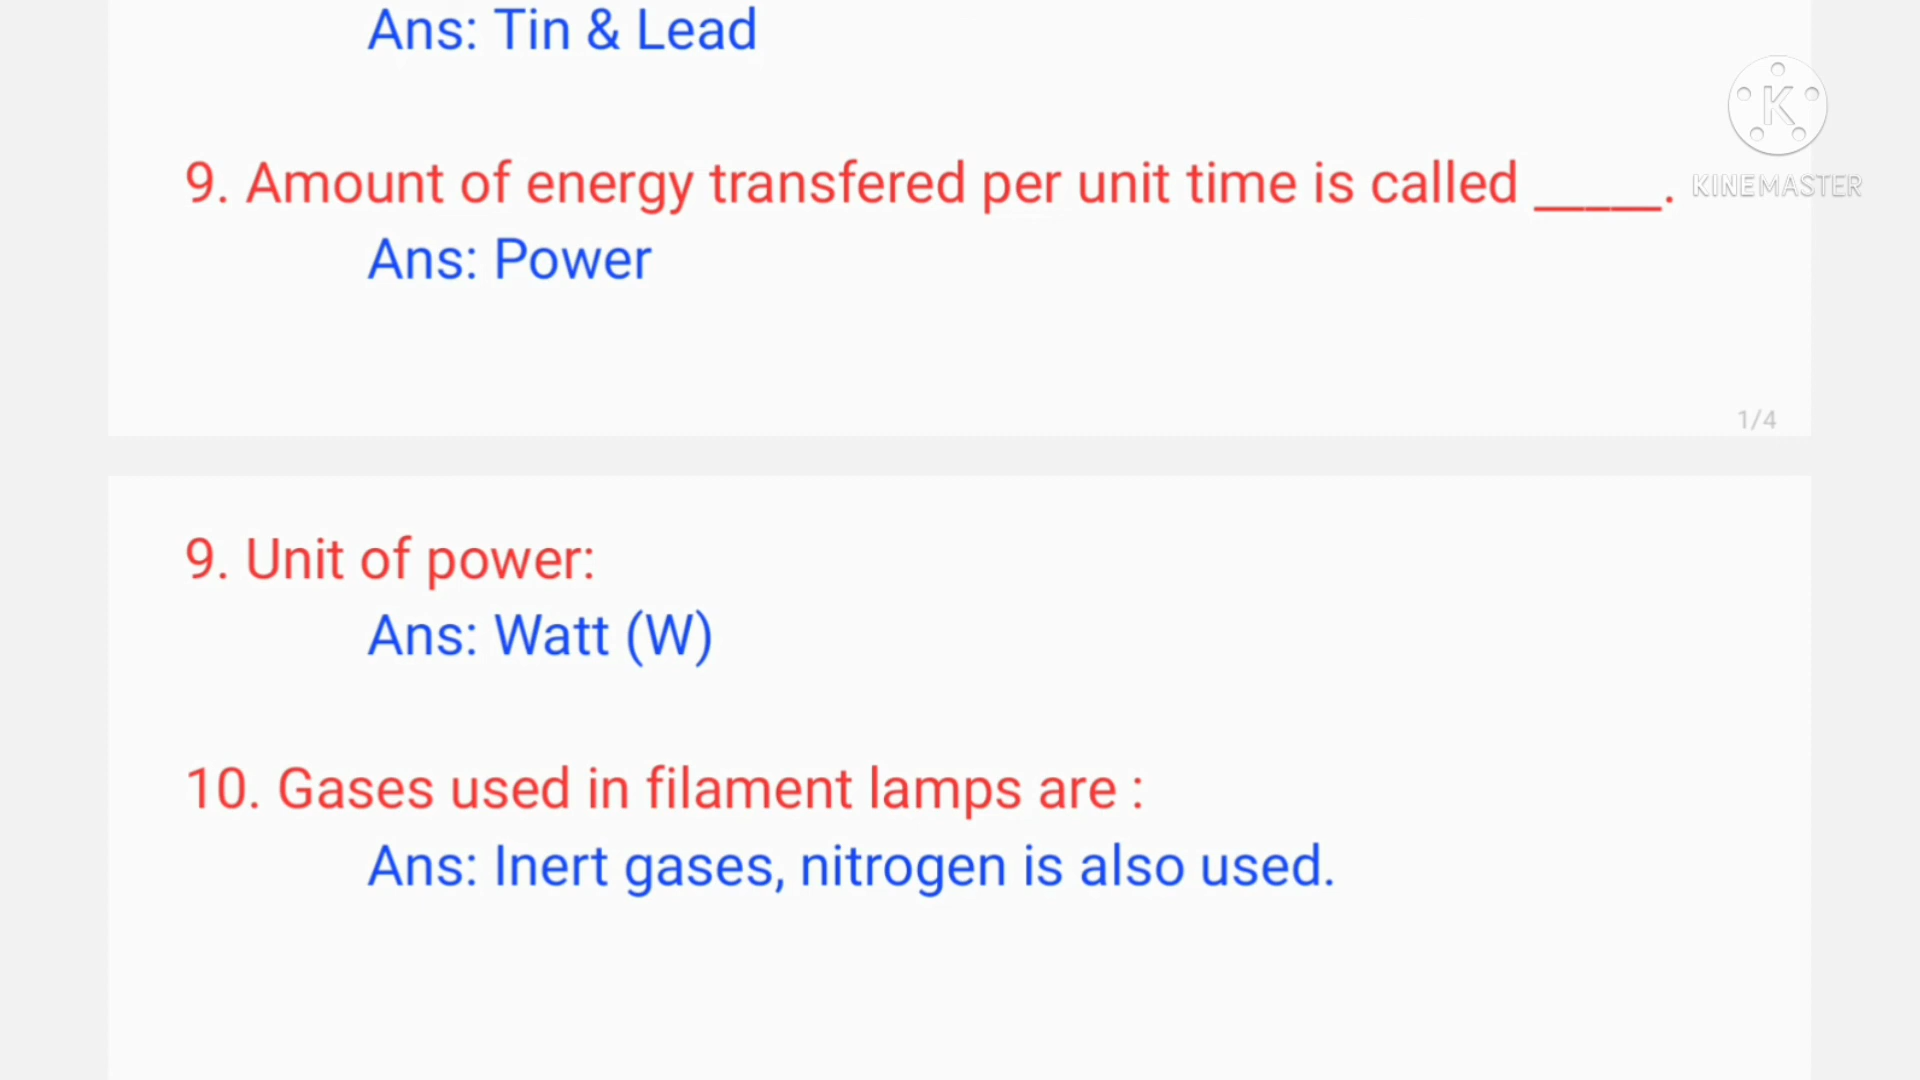 Ans: Tin & Lead
9. Amount of energy transfered per unit time is called _____.
Ans: Power
K
KINEMASTER
1/4
9. Unit of power:
Ans: Watt (W)
10. Gases used in filament lamps are :
Ans: Inert gases, nitrogen is also used.